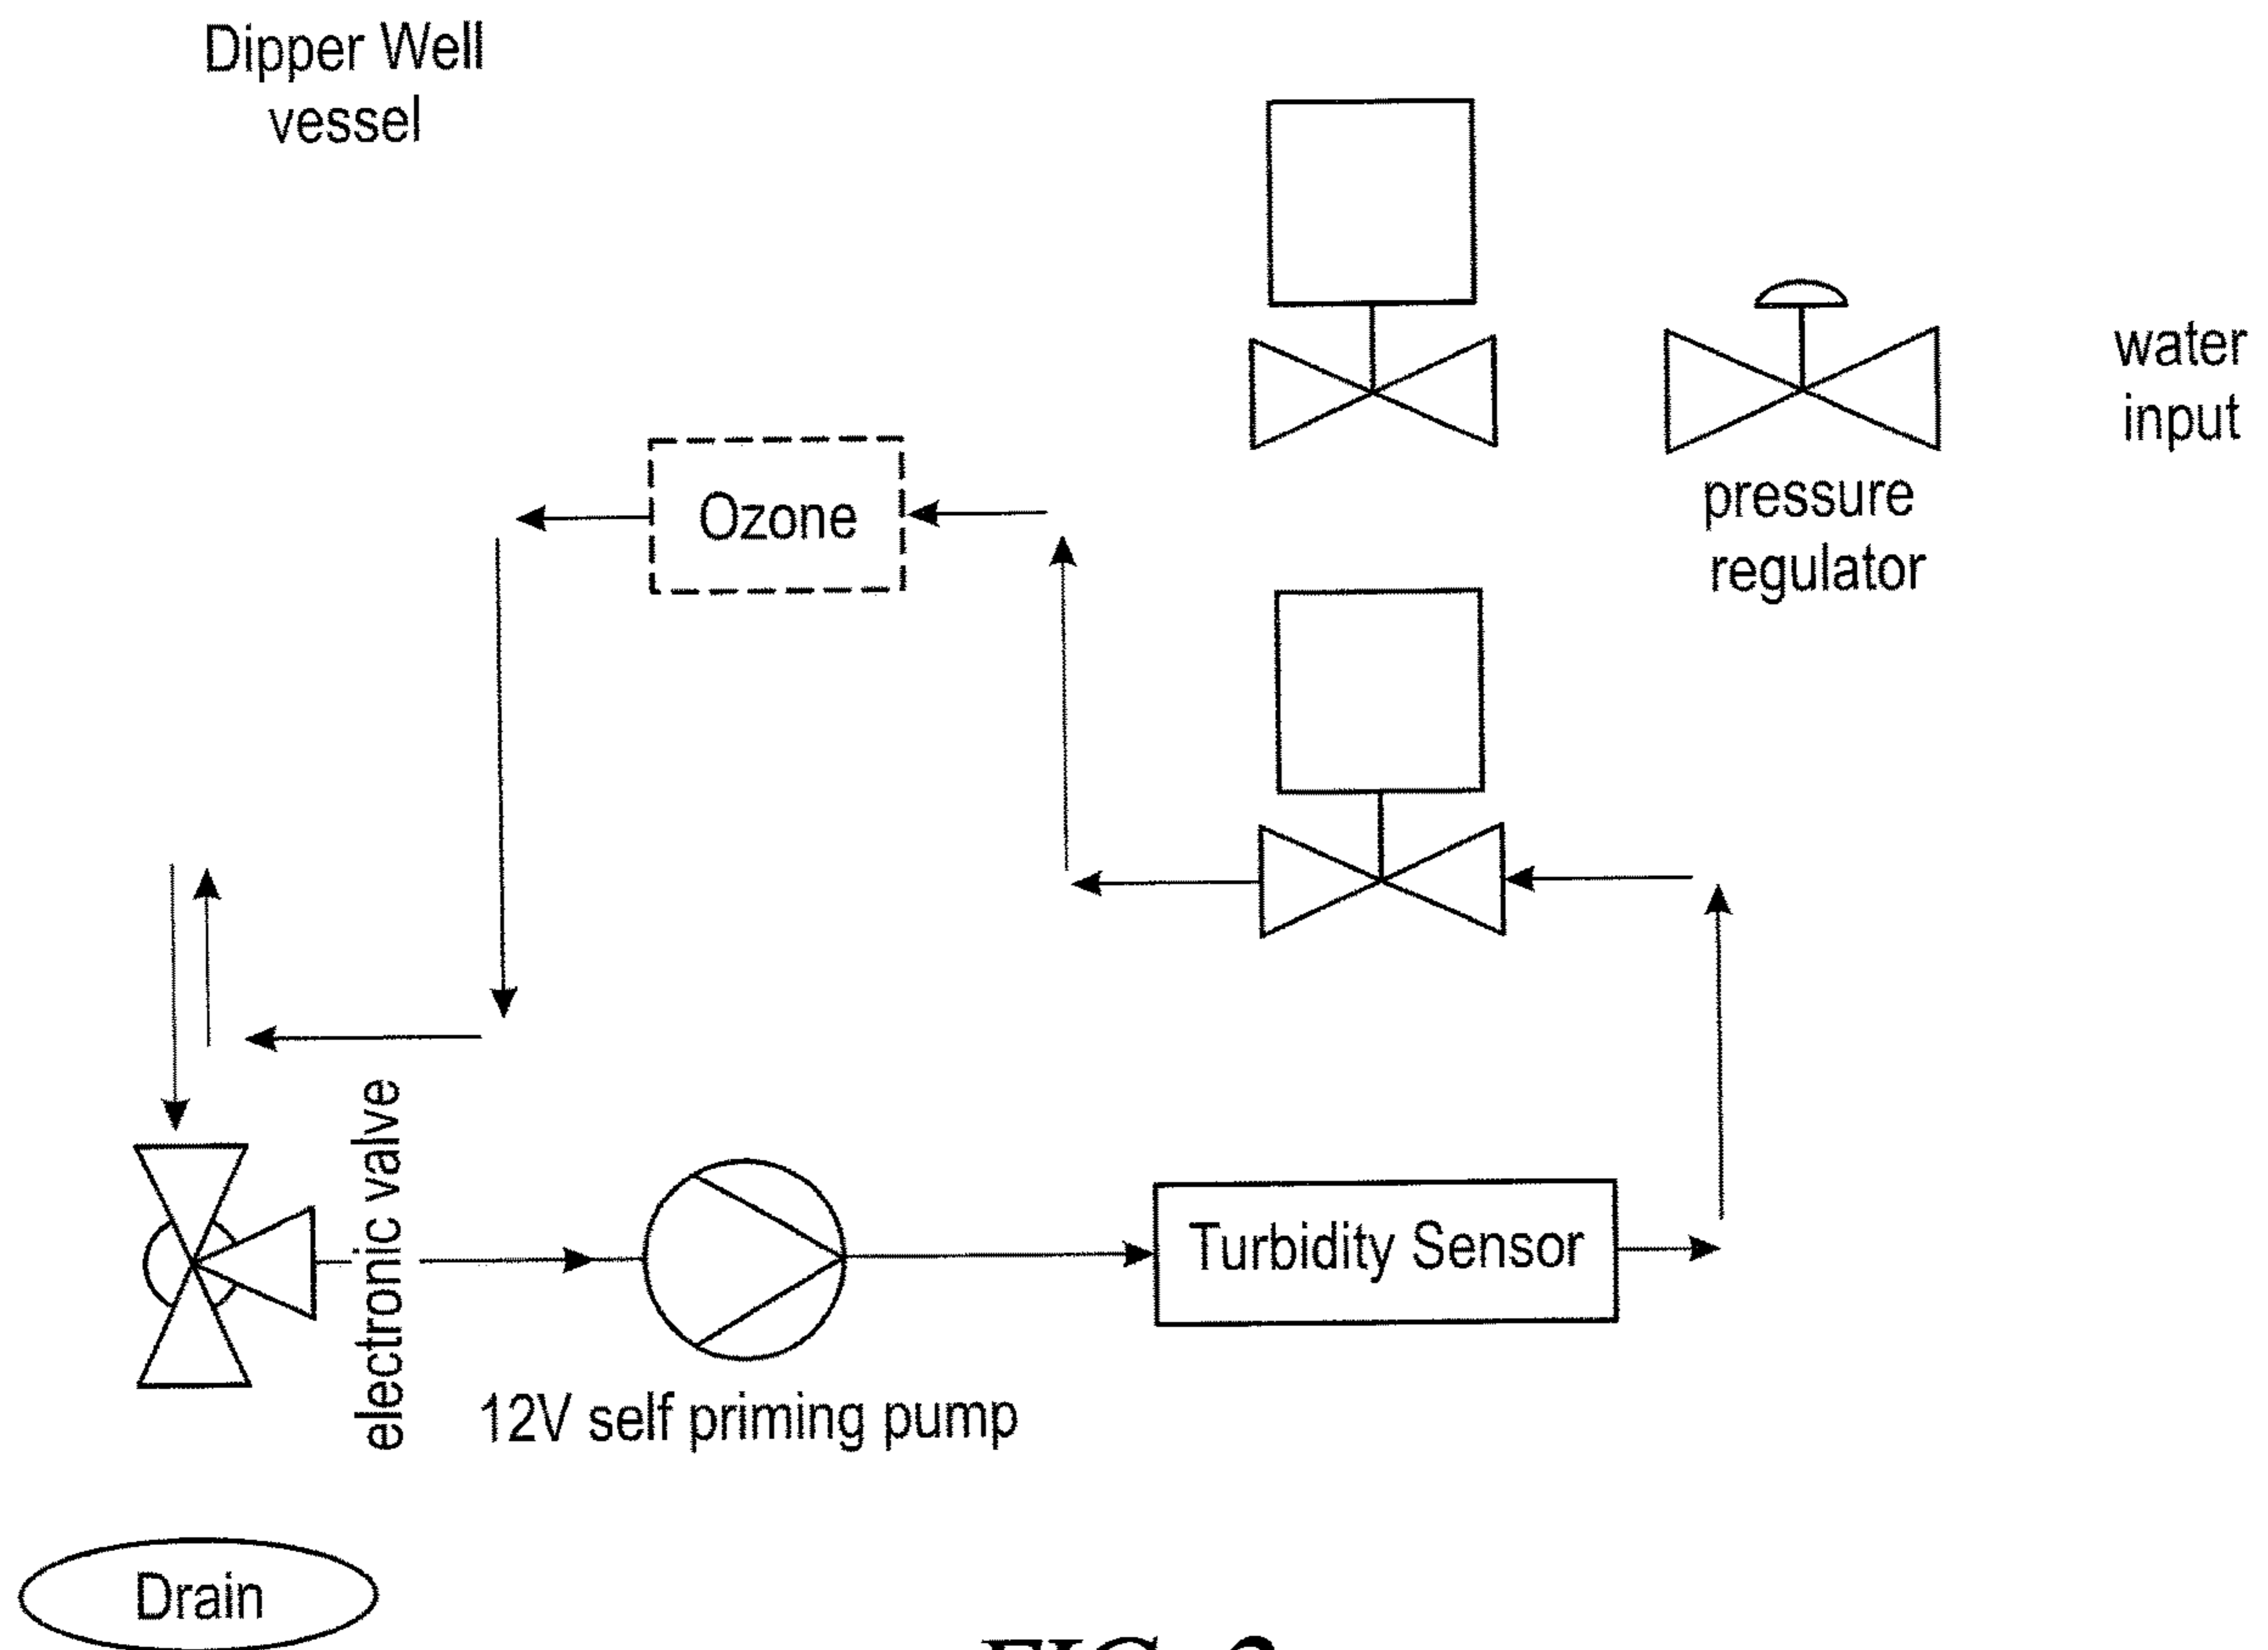 Dipper Well
vessel
water
input
pressure
regulator
Ozone
electronic valve
Turbidity Sensor
12V self priming pump
Drain